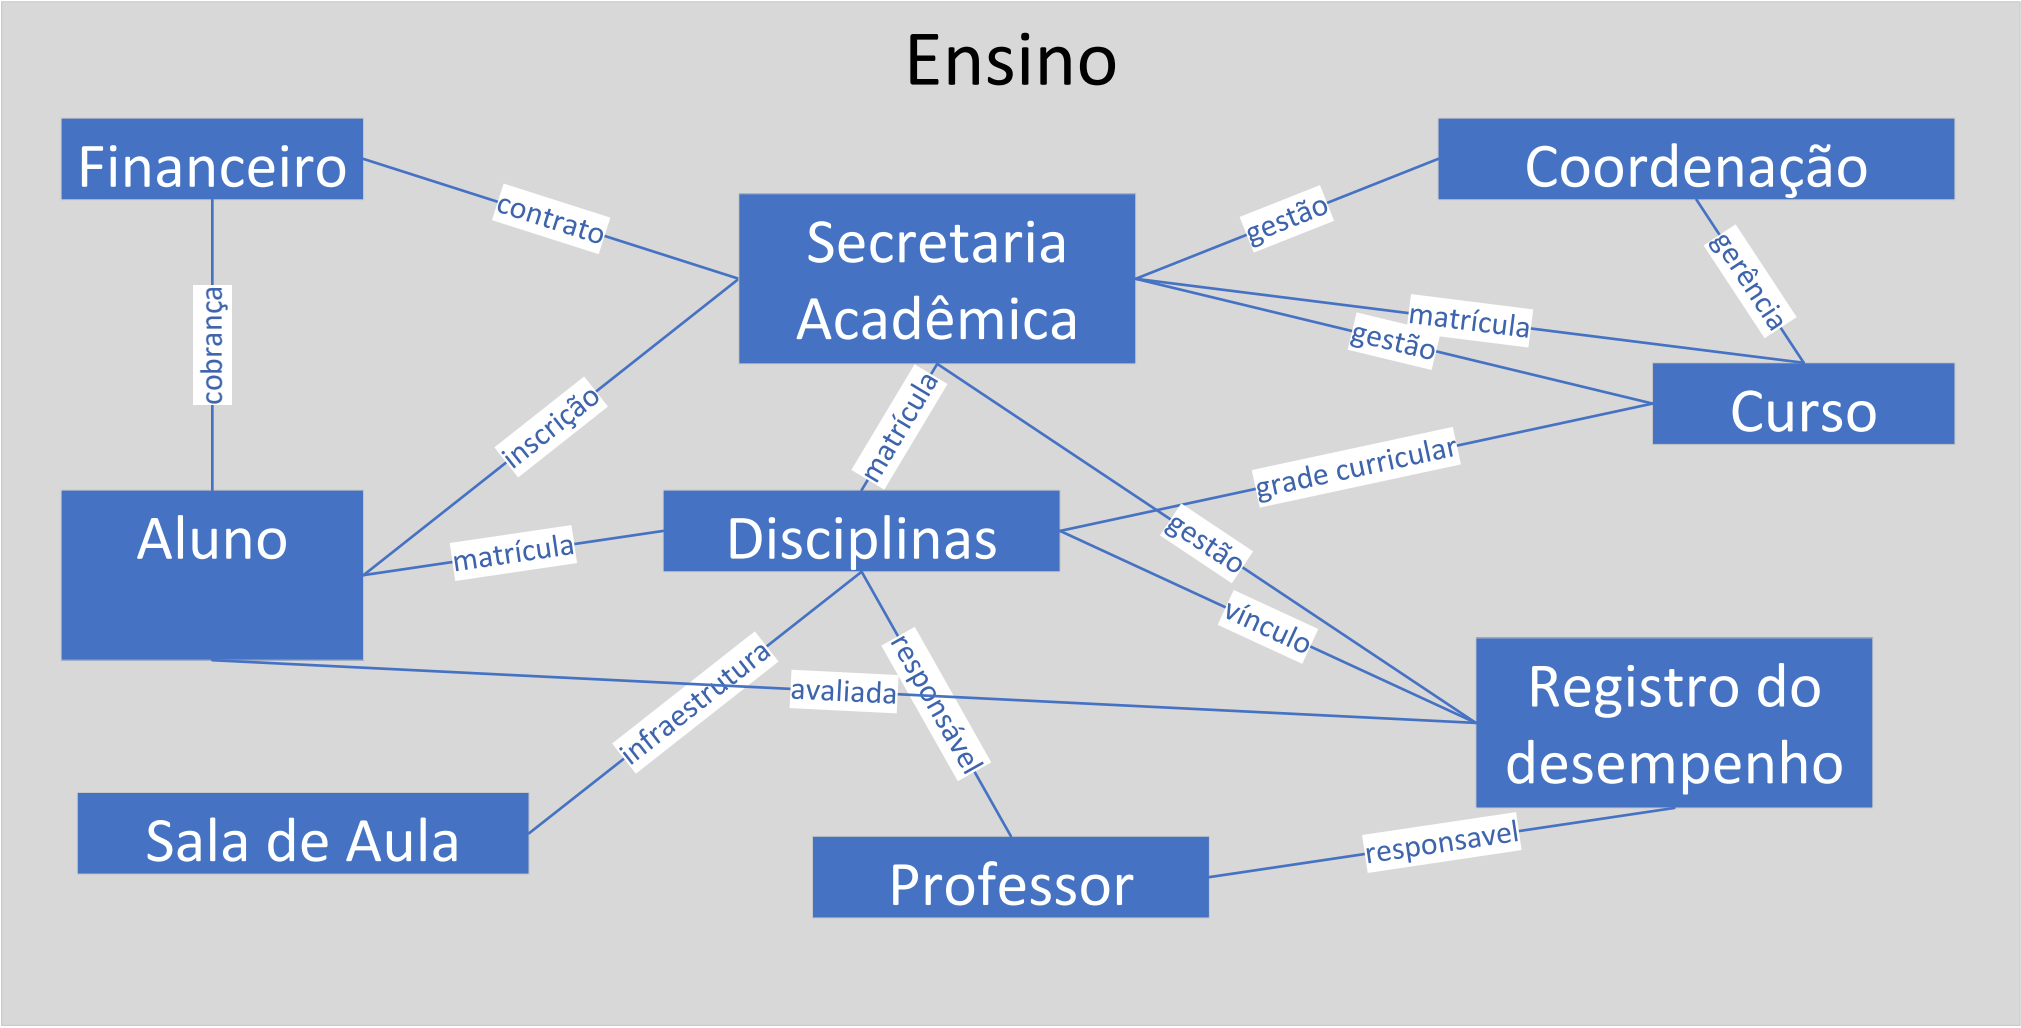 Ensino
Financeiro
Coordenação
contrato
gestão
Secretaria
Acadêmica
gerência
cobrança
matrícula
gestão
inscrição
matrícula
Curso
grade curricular
Aluno
matrícula
Disciplinas
gestão
vínculo
infraestrutura
avaliada
responsável
Registro do
desempenho
Sala de Aula
responsavel
Professor